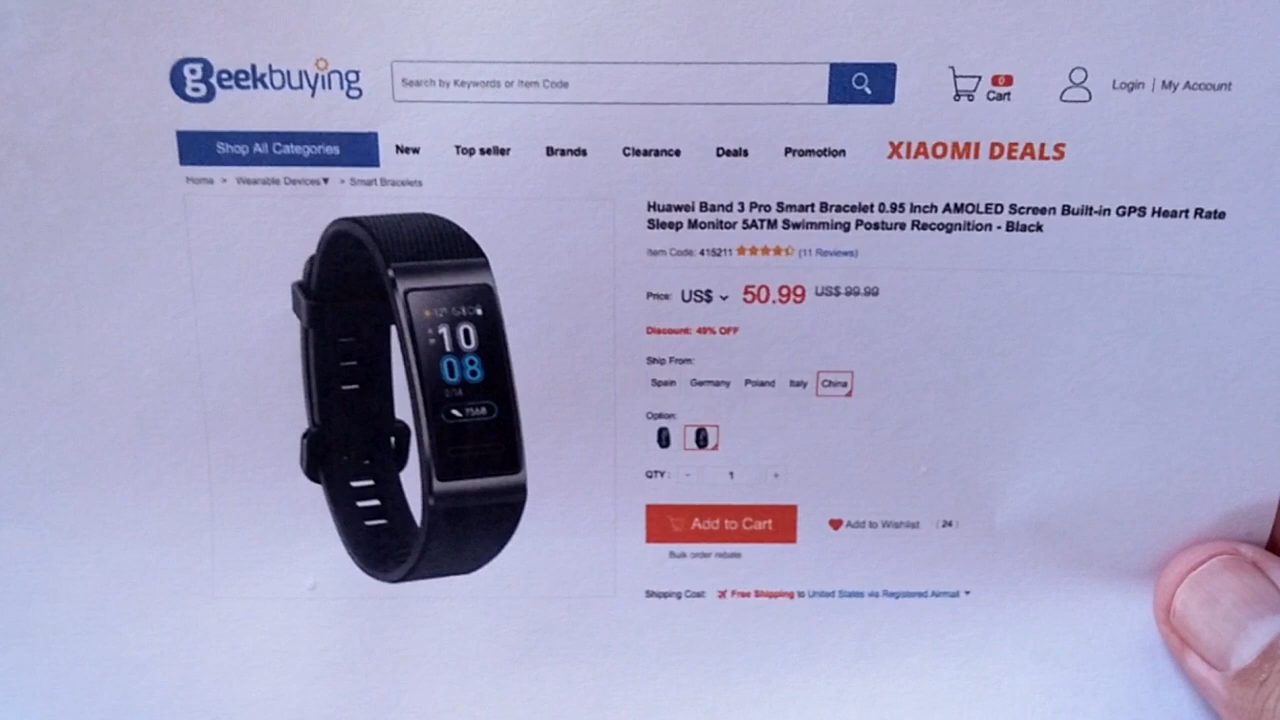 geekbuying
Search by Keywords or Item Code
0
Cart
Login | My Account
Shop All Categories
New
Top seller
Brands
Clearance
Deals
Promotion
XIAOMI DEALS
Home > Wearable Devices▼ > Smart Bracelets
Huawei Band 3 Pro Smart Bracelet 0.95 Inch AMOLED Screen Built-in GPS Heart Rate
Sleep Monitor 5ATM Swimming Posture Recognition - Black
Item Code: 415211 (11 Reviews)
Price: US$ 50.99 US$ 99.99
Discount: 49% OFF
Ship From:
Spain Germany Poland Italy China
Option:
QTY: - 1 +
Add to Cart
Add to Wishlist (24)
Bulk order rebate
Shipping Cost: Free Shipping to United States via Registered Airmail
10
08
7568